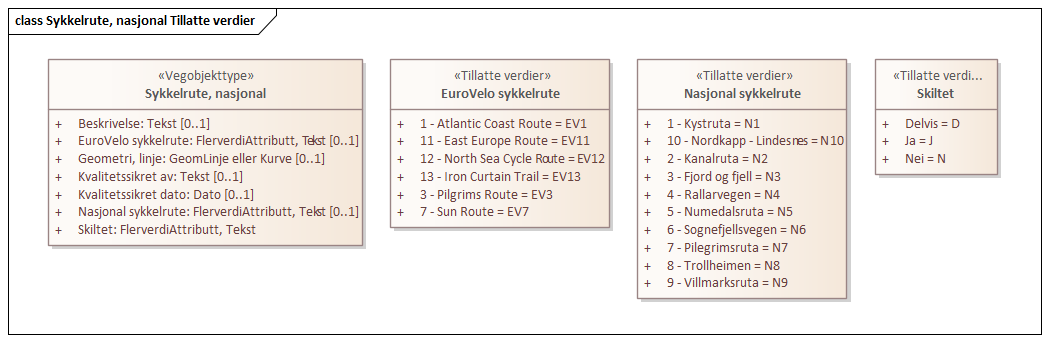 class Sykkelrute, nasjonal Tillatte verdier
«Vegobjekttype»
Sykkelrute, nasjonal
+ Beskrivelse: Tekst [0..1]
+ EuroVelo sykkelrute: FlerverdiAttributt, Tekst [0..1]
+ Geometri, linje: GeomLinje eller Kurve [0..1]
+ Kvalitetssikret av: Tekst [0..1]
+ Kvalitetssikret dato: Dato [0..1]
+ Nasjonal sykkelrute: FlerverdiAttributt, Tekst [0..1]
+ Skiltet: FlerverdiAttributt, Tekst
«Tillatte verdier»
EuroVelo sykkelrute
+ 1 - Atlantic Coast Route = EV1
+ 11 - East Europe Route = EV11
+ 12 - North Sea Cycle Route = EV12
+ 13 - Iron Curtain Trail = EV13
+ 3 - Pilgrims Route = EV3
+ 7 - Sun Route = EV7
«Tillatte verdier»
Nasjonal sykkelrute
+ 1 - Kystruta = N1
+ 10 - Nordkapp - Lindesnes = N10
+ 2 - Kanalruta = N2
+ 3 - Fjord og fjell = N3
+ 4 - Rallarvegen = N4
+ 5 - Numedalsruta = N5
+ 6 - Sognefjellsvegen = N6
+ 7 - Pilegrimsruta = N7
+ 8 - Trollheimen = N8
+ 9 - Villmarksruta = N9
«Tillatte verdi...
Skiltet
+ Delvis = D
+ Ja = J
+ Nei = N